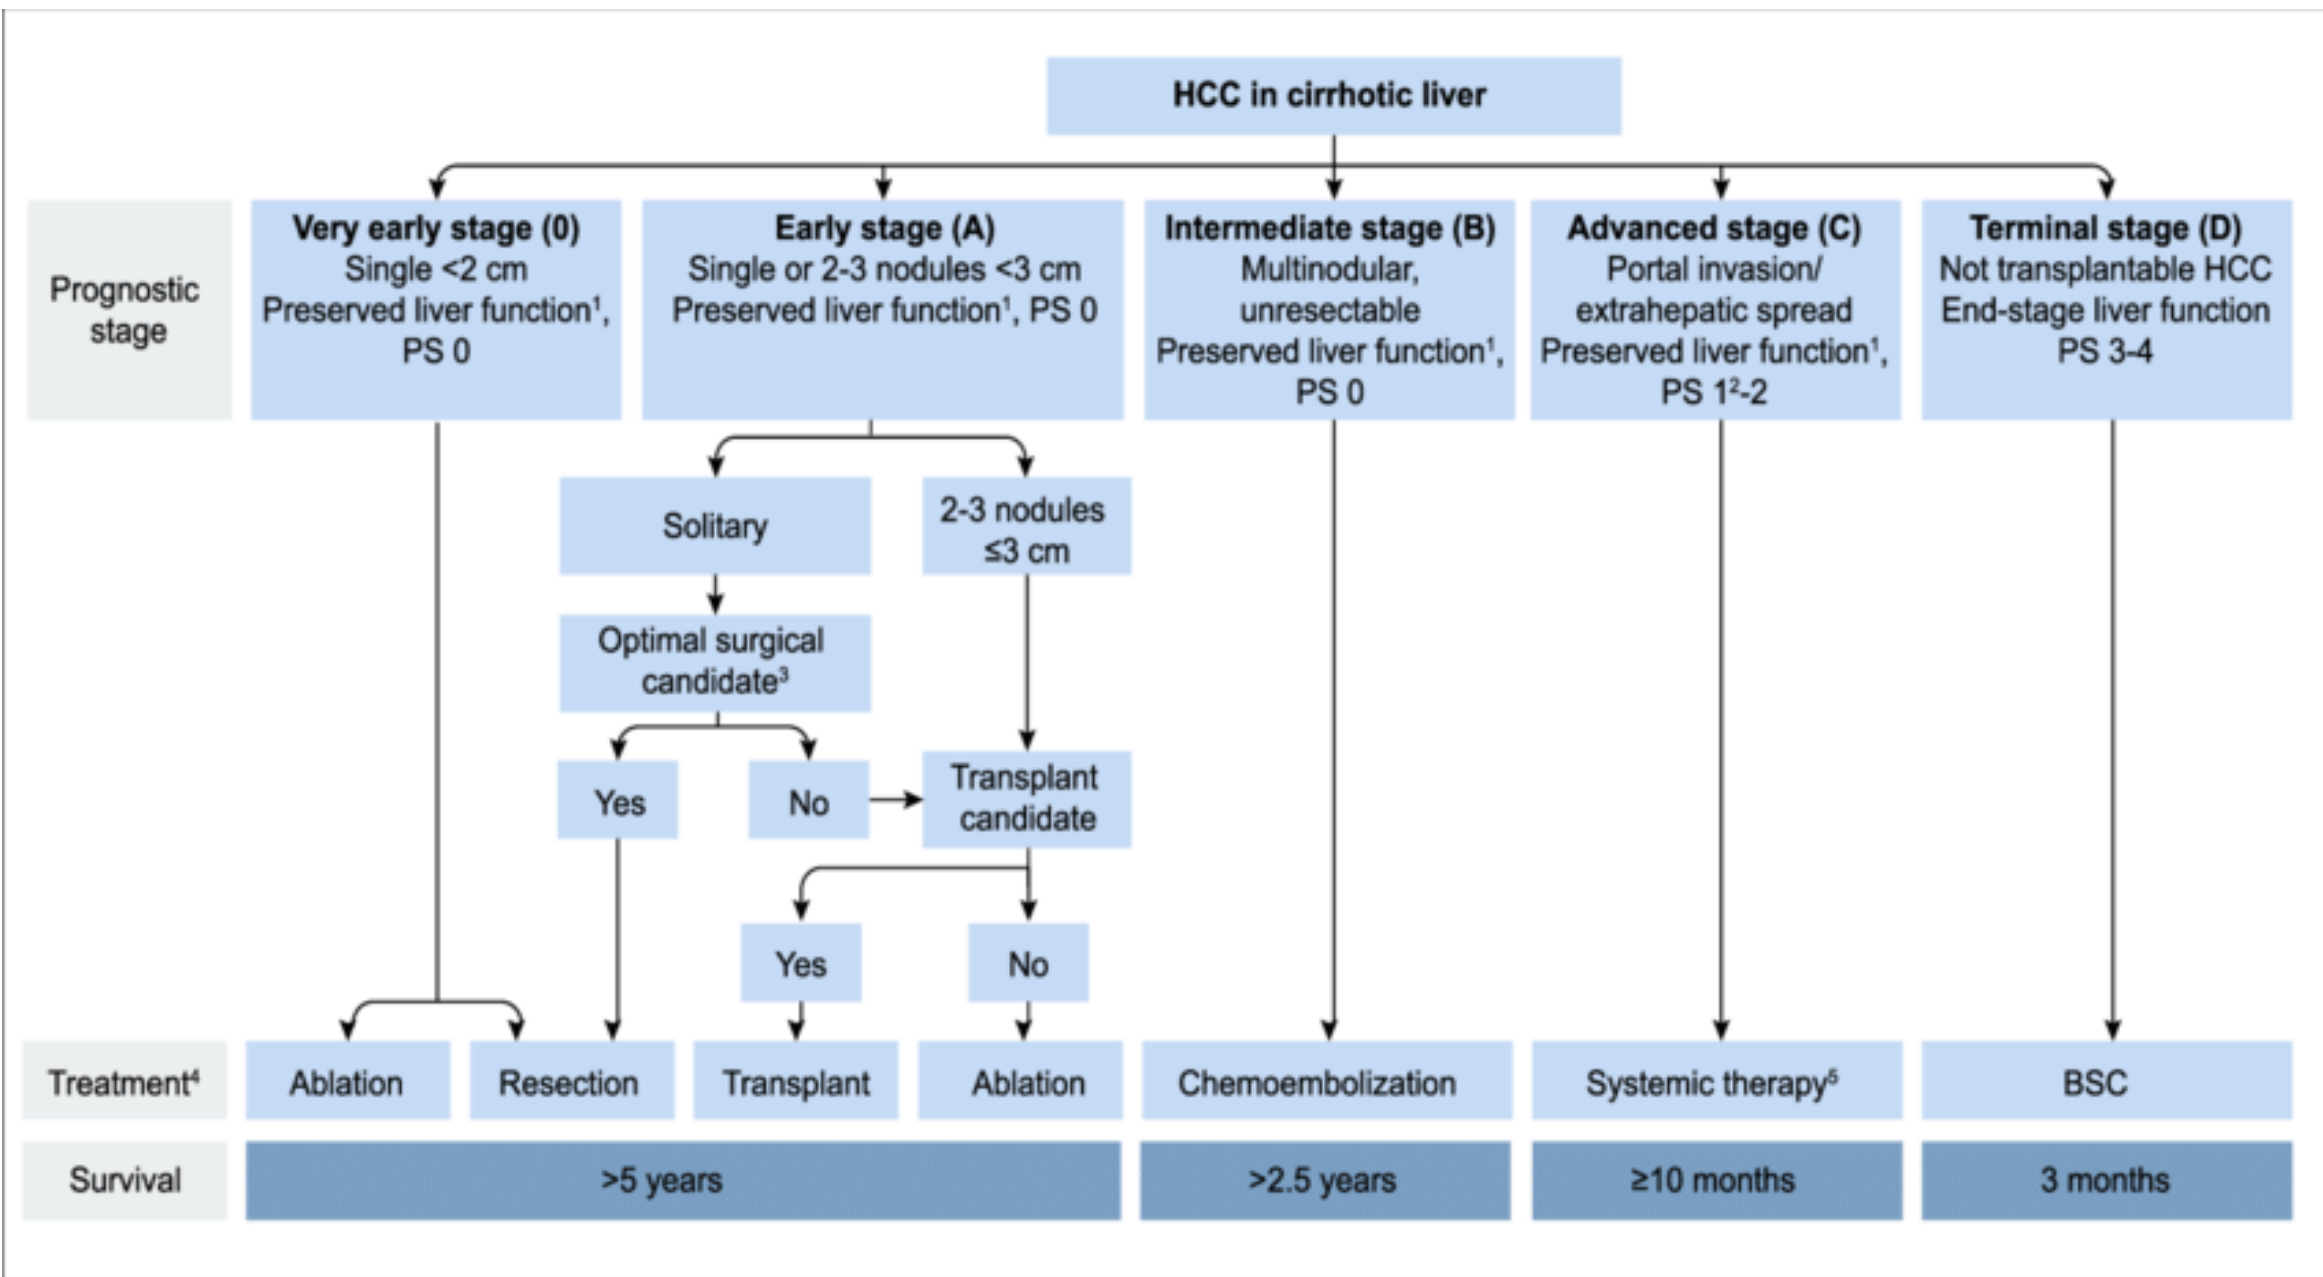 HCC in cirrhotic liver
Prognostic
stage
Very early stage (0)
Single <2 cm
Preserved liver function¹,
PS 0
Early stage (A)
Single or 2-3 nodules <3 cm
Preserved liver function¹, PS 0
Intermediate stage (B)
Multinodular,
unresectable
Preserved liver function¹,
PS 0
Advanced stage (C)
Portal invasion/
extrahepatic spread
Preserved liver function¹,
PS 1²-2
Terminal stage (D)
Not transplantable HCC
End-stage liver function
PS 3-4
Solitary
2-3 nodules
≤3 cm
Optimal surgical
candidate³
Yes
No
Transplant
candidate
Yes
No
Treatment⁴
Ablation
Resection
Transplant
Ablation
Chemoembolization
Systemic therapy⁵
BSC
Survival
>5 years
>2.5 years
≥10 months
3 months